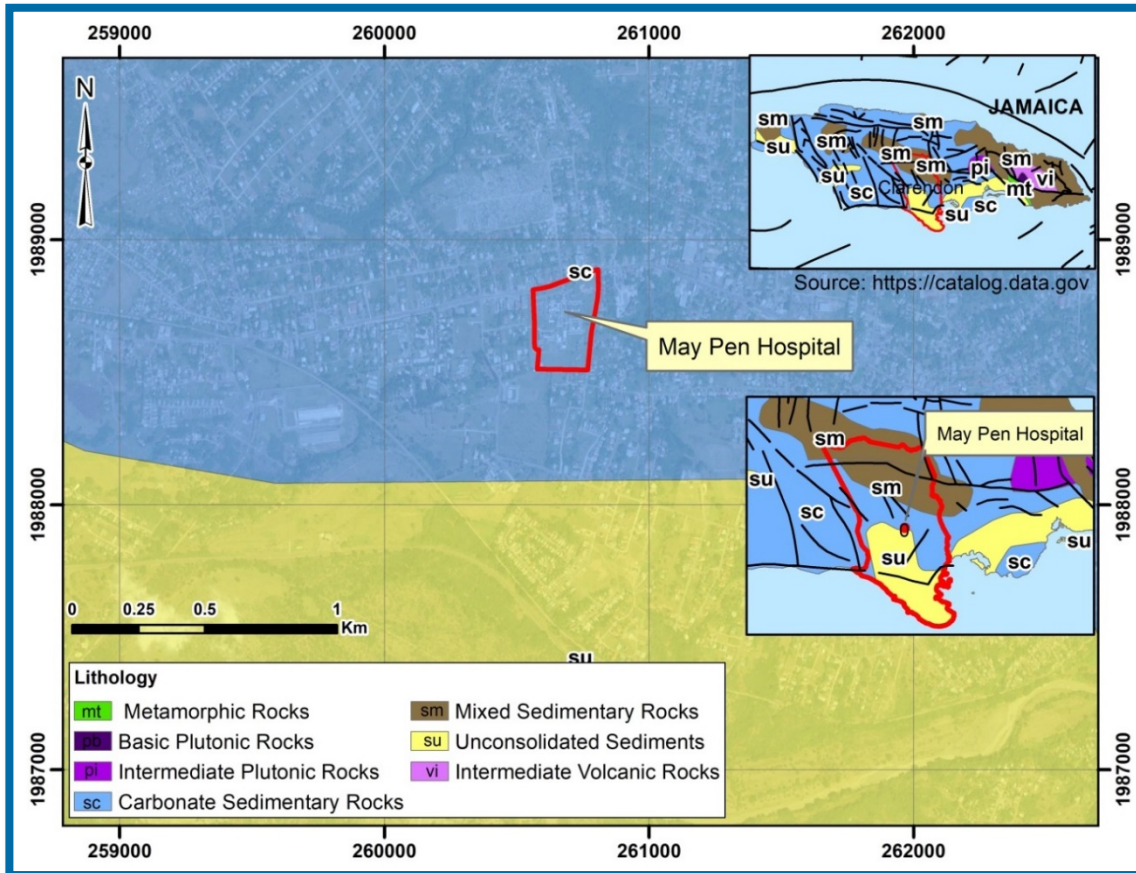 259000
260000
261000
262000
N
1989000
1988000
1987000
JAMAICA
sm
sm
su
sm
sm
sm
pi
sm
vi
mt
su
sc
Clarendon
su
sc
1989000
Source: https://catalog.data.gov
sc
May Pen Hospital
May Pen Hospital
sm
su
sm
sc
su
su
sc
1988000
0 0.25 0.5 1
Km
su
Lithology
mt Metamorphic Rocks
pb Basic Plutonic Rocks
pi Intermediate Plutonic Rocks
sc Carbonate Sedimentary Rocks
sm Mixed Sedimentary Rocks
su Unconsolidated Sediments
vi Intermediate Volcanic Rocks
1987000
259000
260000
261000
262000